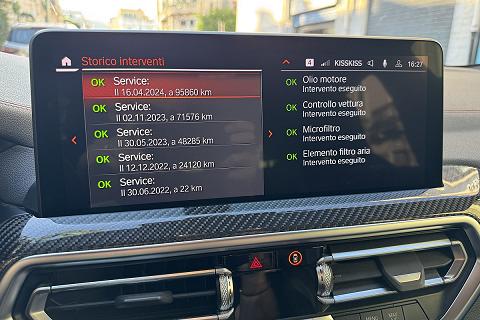 Storico interventi
4 KISSKISS 16:27
OK Service:
Il 16.04.2024, a 95860 km
OK Service:
Il 02.11.2023, a 71576 km
OK Service:
Il 30.05.2023, a 48285 km
OK Service:
Il 12.12.2022, a 24120 km
OK Service:
Il 30.06.2022, a 22 km
OK Olio motore
Intervento eseguito
OK Controllo vettura
Intervento eseguito
OK Microfiltro
Intervento eseguito
OK Elemento filtro aria
Intervento eseguito
MENU